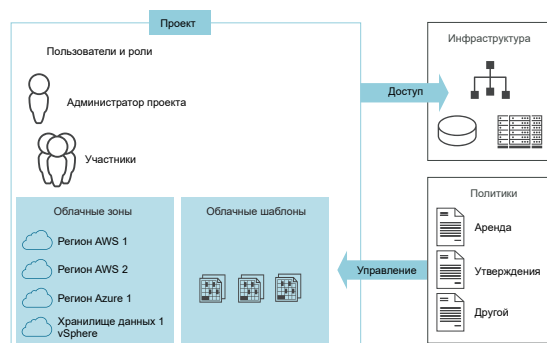 Проект
Пользователи и роли
Администратор проекта
Участники
Облачные зоны
Регион AWS 1
Регион AWS 2
Регион Azure 1
Хранилище данных 1
vSphere
Облачные шаблоны
Доступ
Управление
Инфраструктура
Политики
Аренда
Утверждения
Другой